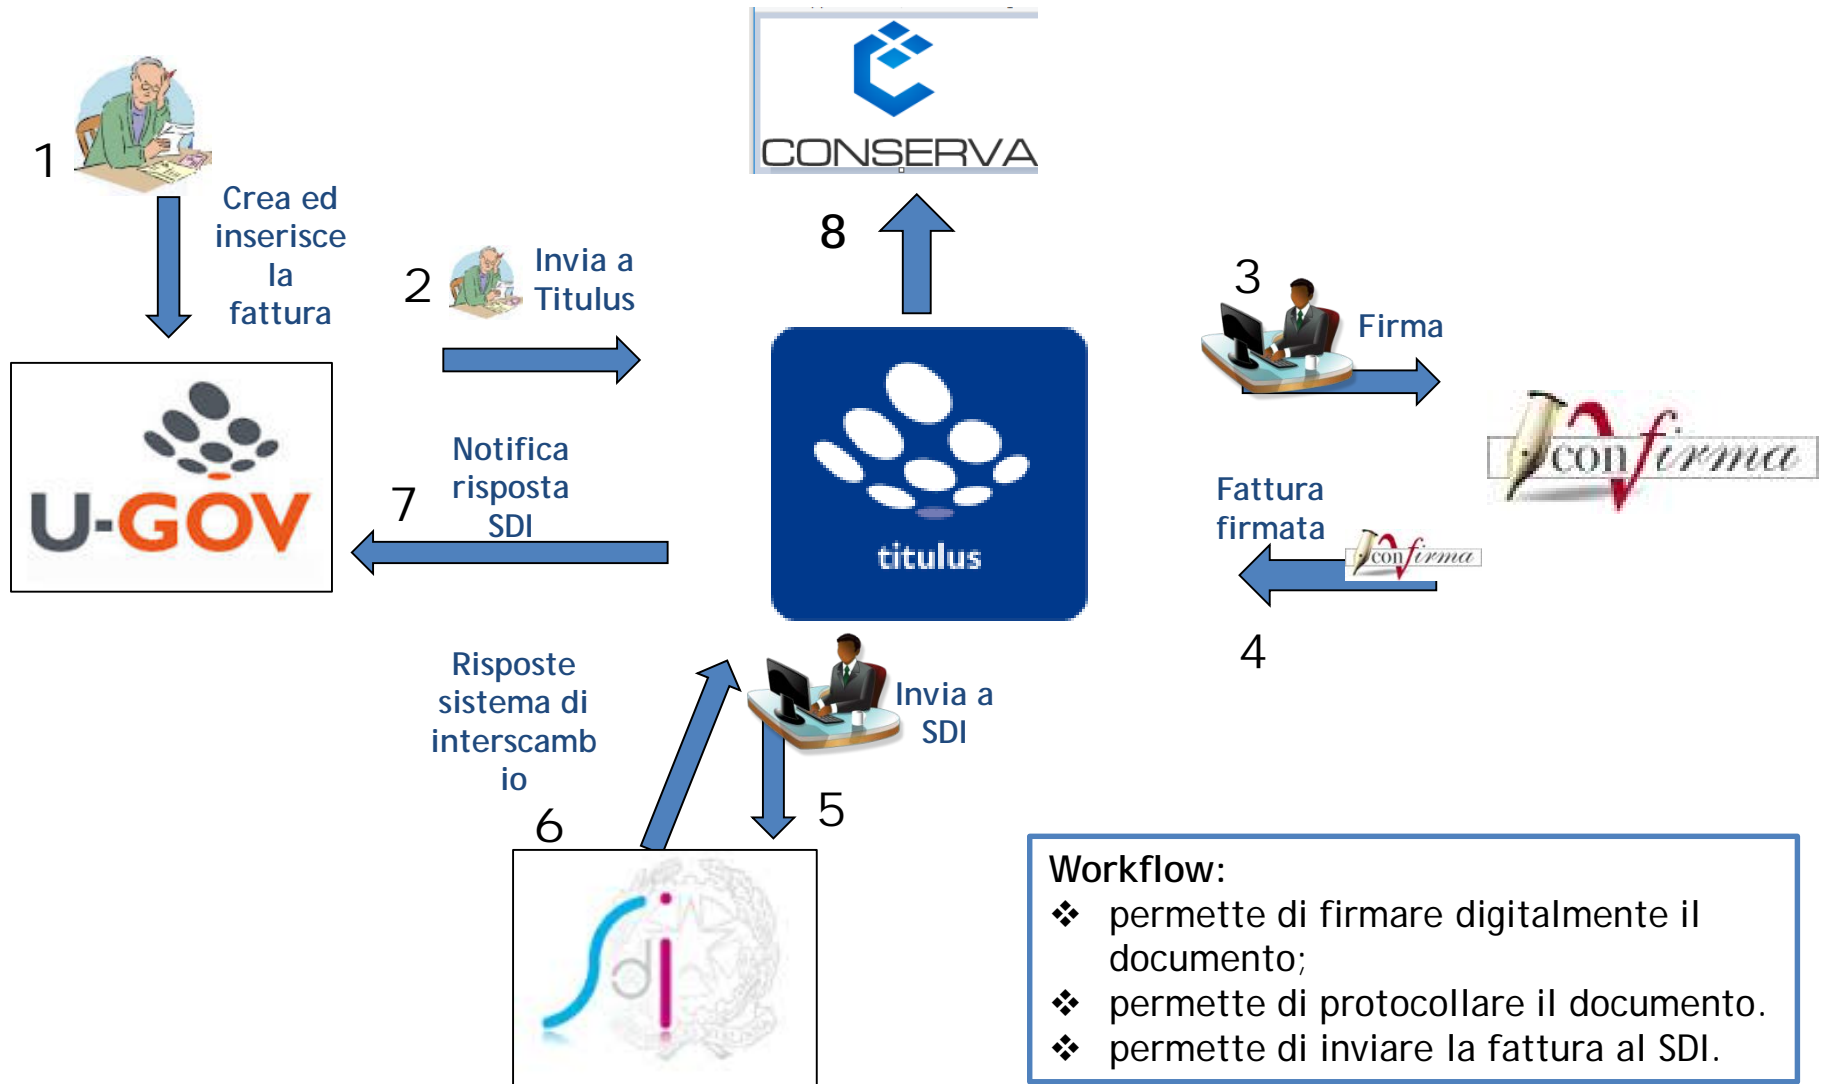 CONSERVA
1
Crea ed
inserisce
la
fattura
2
Invia a
Titulus
8
3
Firma
U-GOV
titulus
confirma
Notifica
risposta
SDI
7
Fattura
firmata
confirma
4
Risposte
sistema di
interscamb
io
6
Invia a
SDI
5
Sdi
Workflow:
❖ permette di firmare digitalmente il
documento;
❖ permette di protocollare il documento.
❖ permette di inviare la fattura al SDI.